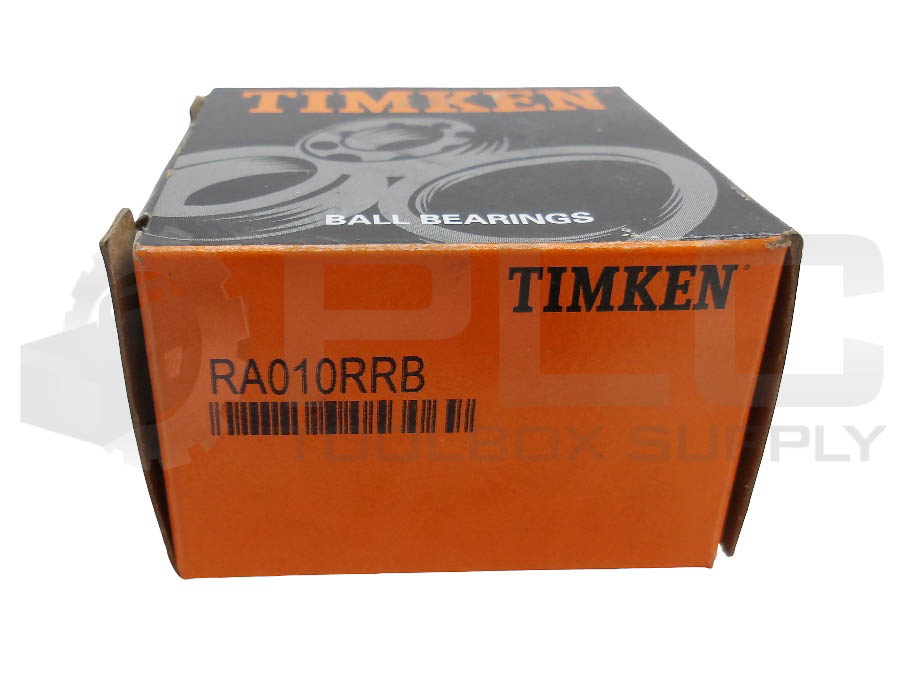 TIMKEN
BALL BEARINGS
TIMKEN
RA010RRB
PLC
TOOLBOX SUPPLY